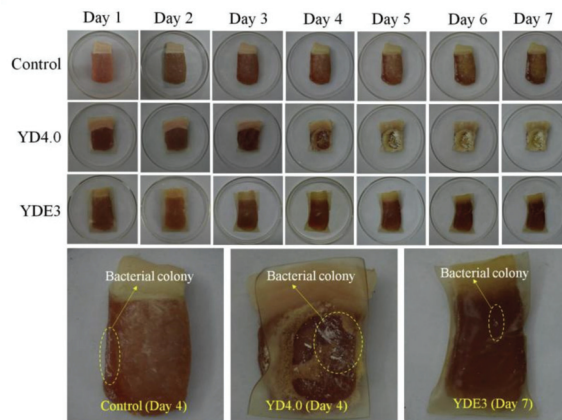 Day 1 Day 2 Day 3 Day 4 Day 5 Day 6 Day 7
Control
YD4.0
YDE3
Bacterial colony Bacterial colony Bacterial colony
Control (Day 4) YD4.0 (Day 4) YDE3 (Day 7)